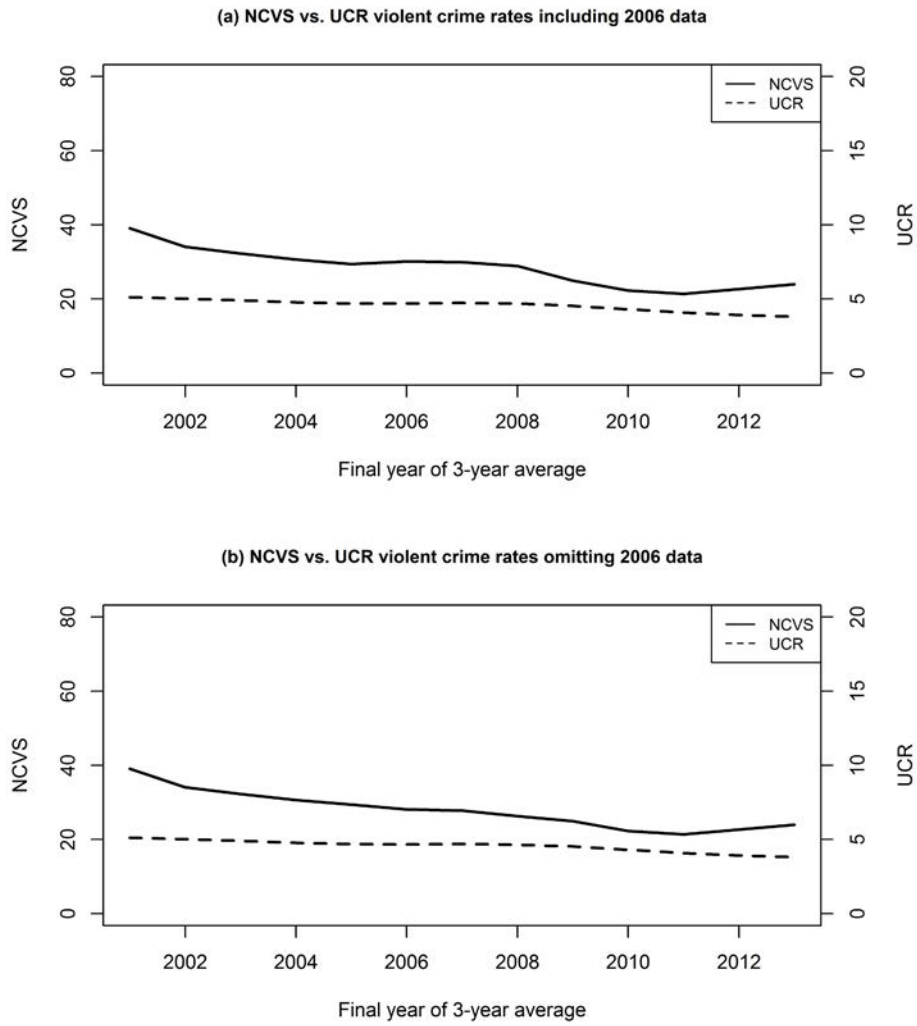 (a) NCVS vs. UCR violent crime rates including 2006 data
NCVS
UCR
80
60
40
20
0
NCVS
20
15
10
5
0
UCR
2002 2004 2006 2008 2010 2012
Final year of 3-year average
(b) NCVS vs. UCR violent crime rates omitting 2006 data
NCVS
UCR
80
60
40
20
0
NCVS
20
15
10
5
0
UCR
2002 2004 2006 2008 2010 2012
Final year of 3-year average